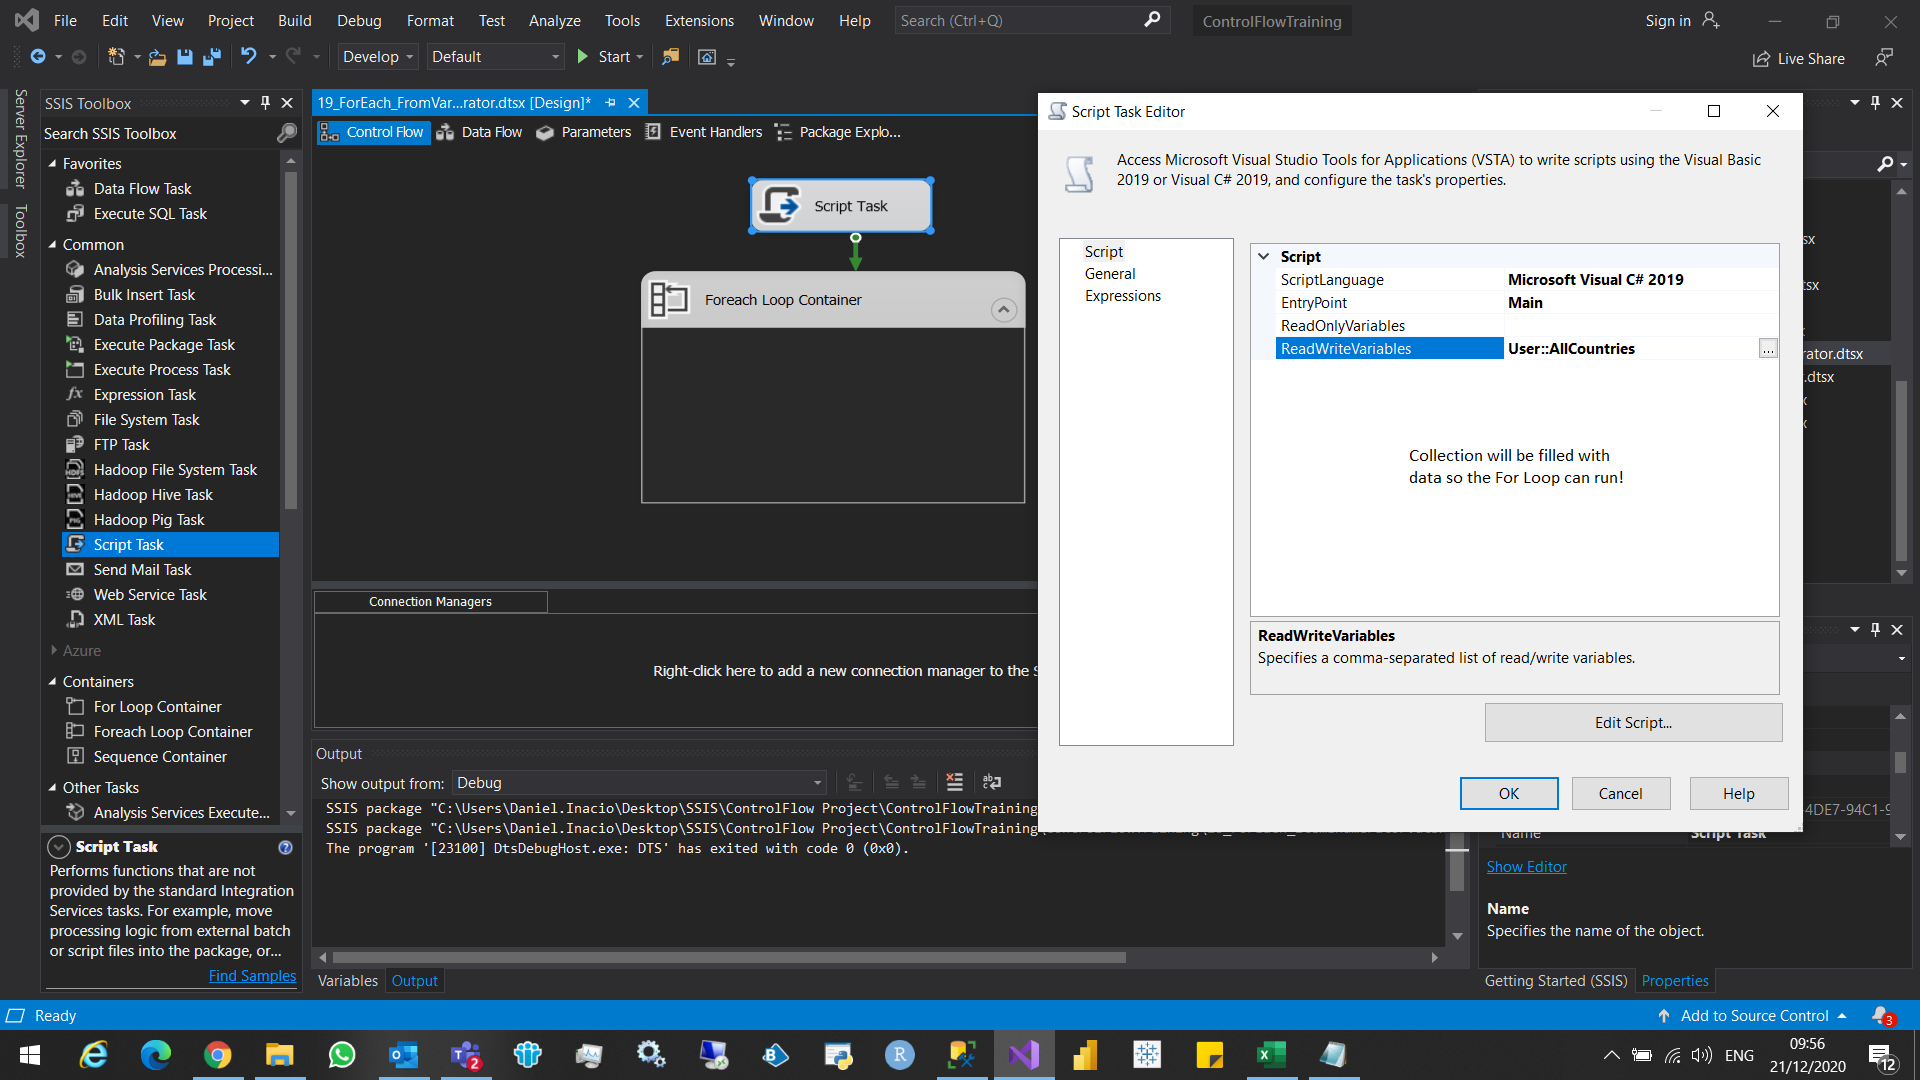 File Edit View Project Build Debug Format Test Analyze Tools Extensions Window Help Search (Ctrl+Q) ControlFlowTraining Sign in
Develop Default Start Live Share
Server Explorer
Toolbox
SSIS Toolbox
Search SSIS Toolbox
Favorites
Data Flow Task
Execute SQL Task
Common
Analysis Services Processi...
Bulk Insert Task
Data Profiling Task
Execute Package Task
Execute Process Task
Expression Task
File System Task
FTP Task
Hadoop File System Task
Hadoop Hive Task
Hadoop Pig Task
Script Task
Send Mail Task
Web Service Task
XML Task
Azure
Containers
For Loop Container
Foreach Loop Container
Sequence Container
Other Tasks
Analysis Services Execute...
Script Task
Performs functions that are not
provided by the standard Integration
Services tasks. For example, move
processing logic from external batch
or script files into the package, or...
Find Samples
19_ForEach_FromVar...rator.dtsx [Design]*
Control Flow Data Flow Parameters Event Handlers Package Explo...
Script Task
Foreach Loop Container
Connection Managers
Right-click here to add a new connection manager to the S
Output
Show output from: Debug
SSIS package "C:\Users\Daniel.Inacio\Desktop\SSIS\ControlFlow Project\ControlFlowTraining
SSIS package "C:\Users\Daniel.Inacio\Desktop\SSIS\ControlFlow Project\ControlFlowTraining
The program '[23100] DtsDebugHost.exe: DTS' has exited with code 0 (0x0).
Variables Output
Script Task Editor
Access Microsoft Visual Studio Tools for Applications (VSTA) to write scripts using the Visual Basic
2019 or Visual C# 2019, and configure the task's properties.
Script
General
Expressions
Script
ScriptLanguage Microsoft Visual C# 2019
EntryPoint Main
ReadOnlyVariables
ReadWriteVariables User::AllCountries ...
Collection will be filled with
data so the For Loop can run!
ReadWriteVariables
Specifies a comma-separated list of read/write variables.
Edit Script...
OK Cancel Help
sx
tsx
rator.dtsx
.dtsx
-4DE7-94C1-9
Name Script Task
Show Editor
Name
Specifies the name of the object.
Getting Started (SSIS) Properties
Ready Add to Source Control 3
2 ENG 09:56
21/12/2020 12